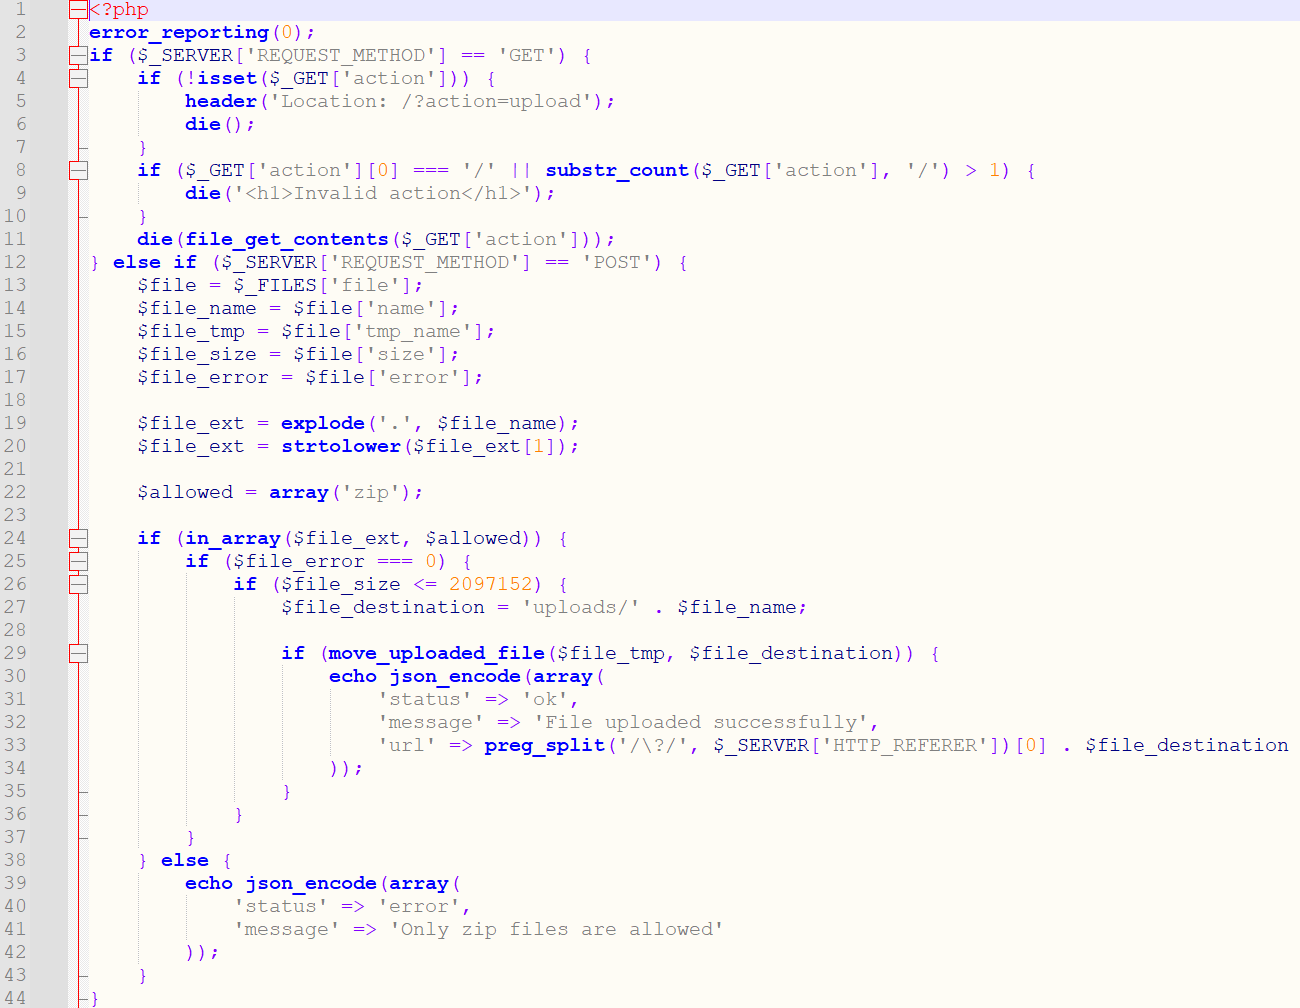 1 <?php
2 error_reporting(0);
3 if ($_SERVER['REQUEST_METHOD'] == 'GET') {
4     if (!isset($_GET['action'])) {
5         header('Location: /?action=upload');
6         die();
7     }
8     if ($_GET['action'][0] === '/' || substr_count($_GET['action'], '/') > 1) {
9         die('<h1>Invalid action</h1>');
10     }
11     die(file_get_contents($_GET['action']));
12 } else if ($_SERVER['REQUEST_METHOD'] == 'POST') {
13     $file = $_FILES['file'];
14     $file_name = $file['name'];
15     $file_tmp = $file['tmp_name'];
16     $file_size = $file['size'];
17     $file_error = $file['error'];
18
19     $file_ext = explode('.', $file_name);
20     $file_ext = strtolower($file_ext[1]);
21
22     $allowed = array('zip');
23
24     if (in_array($file_ext, $allowed)) {
25         if ($file_error === 0) {
26             if ($file_size <= 2097152) {
27                 $file_destination = 'uploads/' . $file_name;
28
29                 if (move_uploaded_file($file_tmp, $file_destination)) {
30                     echo json_encode(array(
31                         'status' => 'ok',
32                         'message' => 'File uploaded successfully',
33                         'url' => preg_split('/\?/', $_SERVER['HTTP_REFERER'])[0] . $file_destination
34                     ));
35                 }
36             }
37         }
38     } else {
39         echo json_encode(array(
40             'status' => 'error',
41             'message' => 'Only zip files are allowed'
42         ));
43     }
44 }